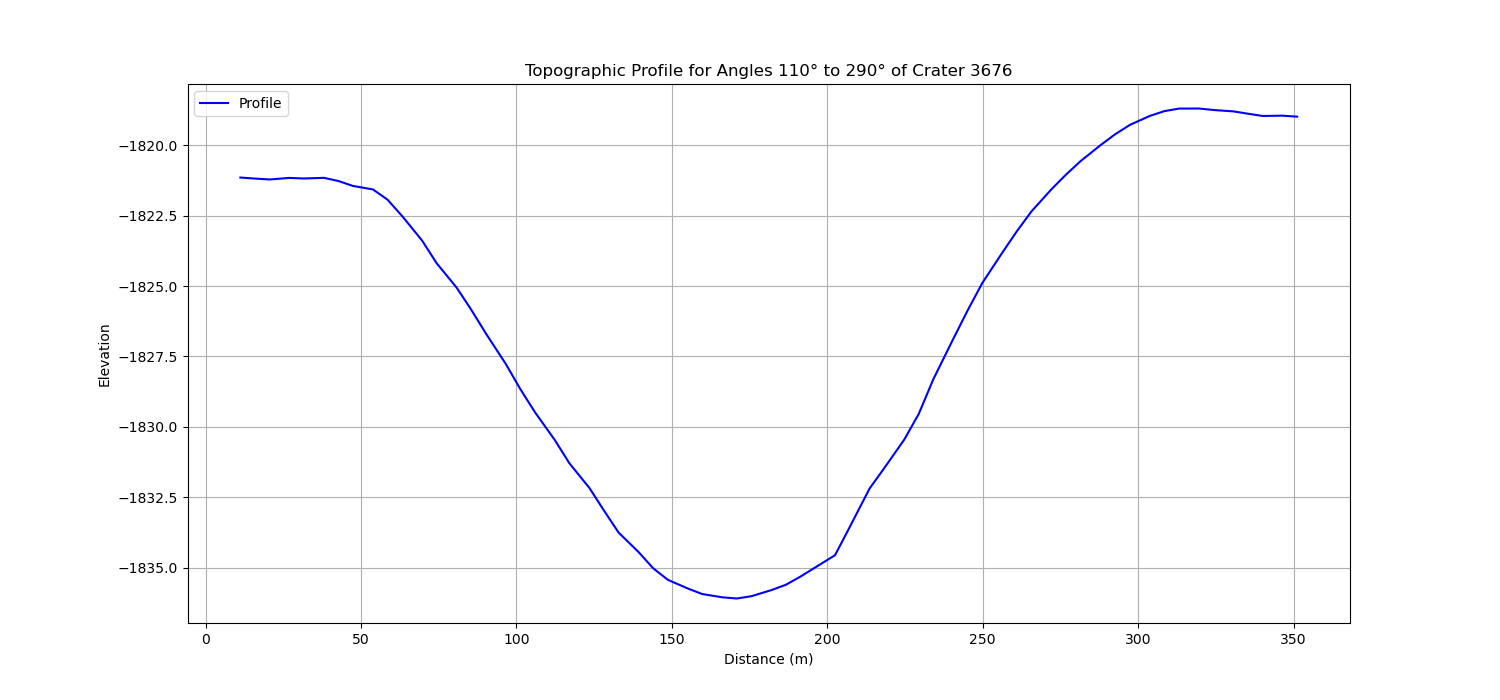 Topographic Profile for Angles 110° to 290° of Crater 3676
Profile
−1820.0
−1822.5
−1825.0
−1827.5
−1830.0
−1832.5
−1835.0
Elevation
0 50 100 150 200 250 300 350
Distance (m)